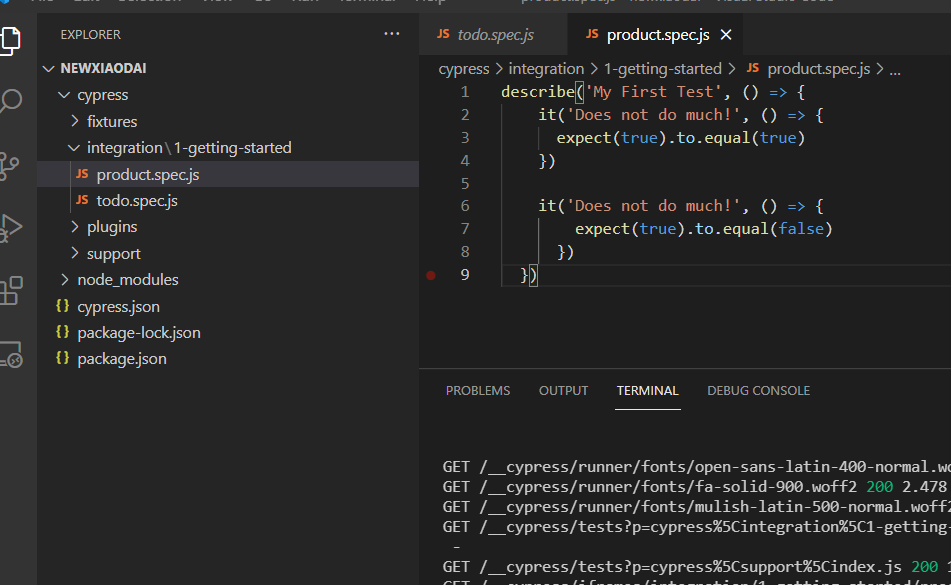 EXPLORER
...
NEWXIAODAI
cypress
fixtures
integration\1-getting-started
JS product.spec.js
JS todo.spec.js
plugins
support
node_modules
{} cypress.json
{} package-lock.json
{} package.json
JS todo.spec.js
JS product.spec.js ×
cypress > integration > 1-getting-started > JS product.spec.js > ...
1 describe('My First Test', () => {
2 it('Does not do much!', () => {
3 expect(true).to.equal(true)
4 })
5
6 it('Does not do much!', () => {
7 expect(true).to.equal(false)
8 })
9 })
PROBLEMS OUTPUT TERMINAL DEBUG CONSOLE
GET /__cypress/runner/fonts/open-sans-latin-400-normal.wo
GET /__cypress/runner/fonts/fa-solid-900.woff2 200 2.478
GET /__cypress/runner/fonts/mulish-latin-500-normal.woff2
GET /__cypress/tests?p=cypress%5Cintegration%5C1-getting-
-
GET /__cypress/tests?p=cypress%5Csupport%5Cindex.js 200